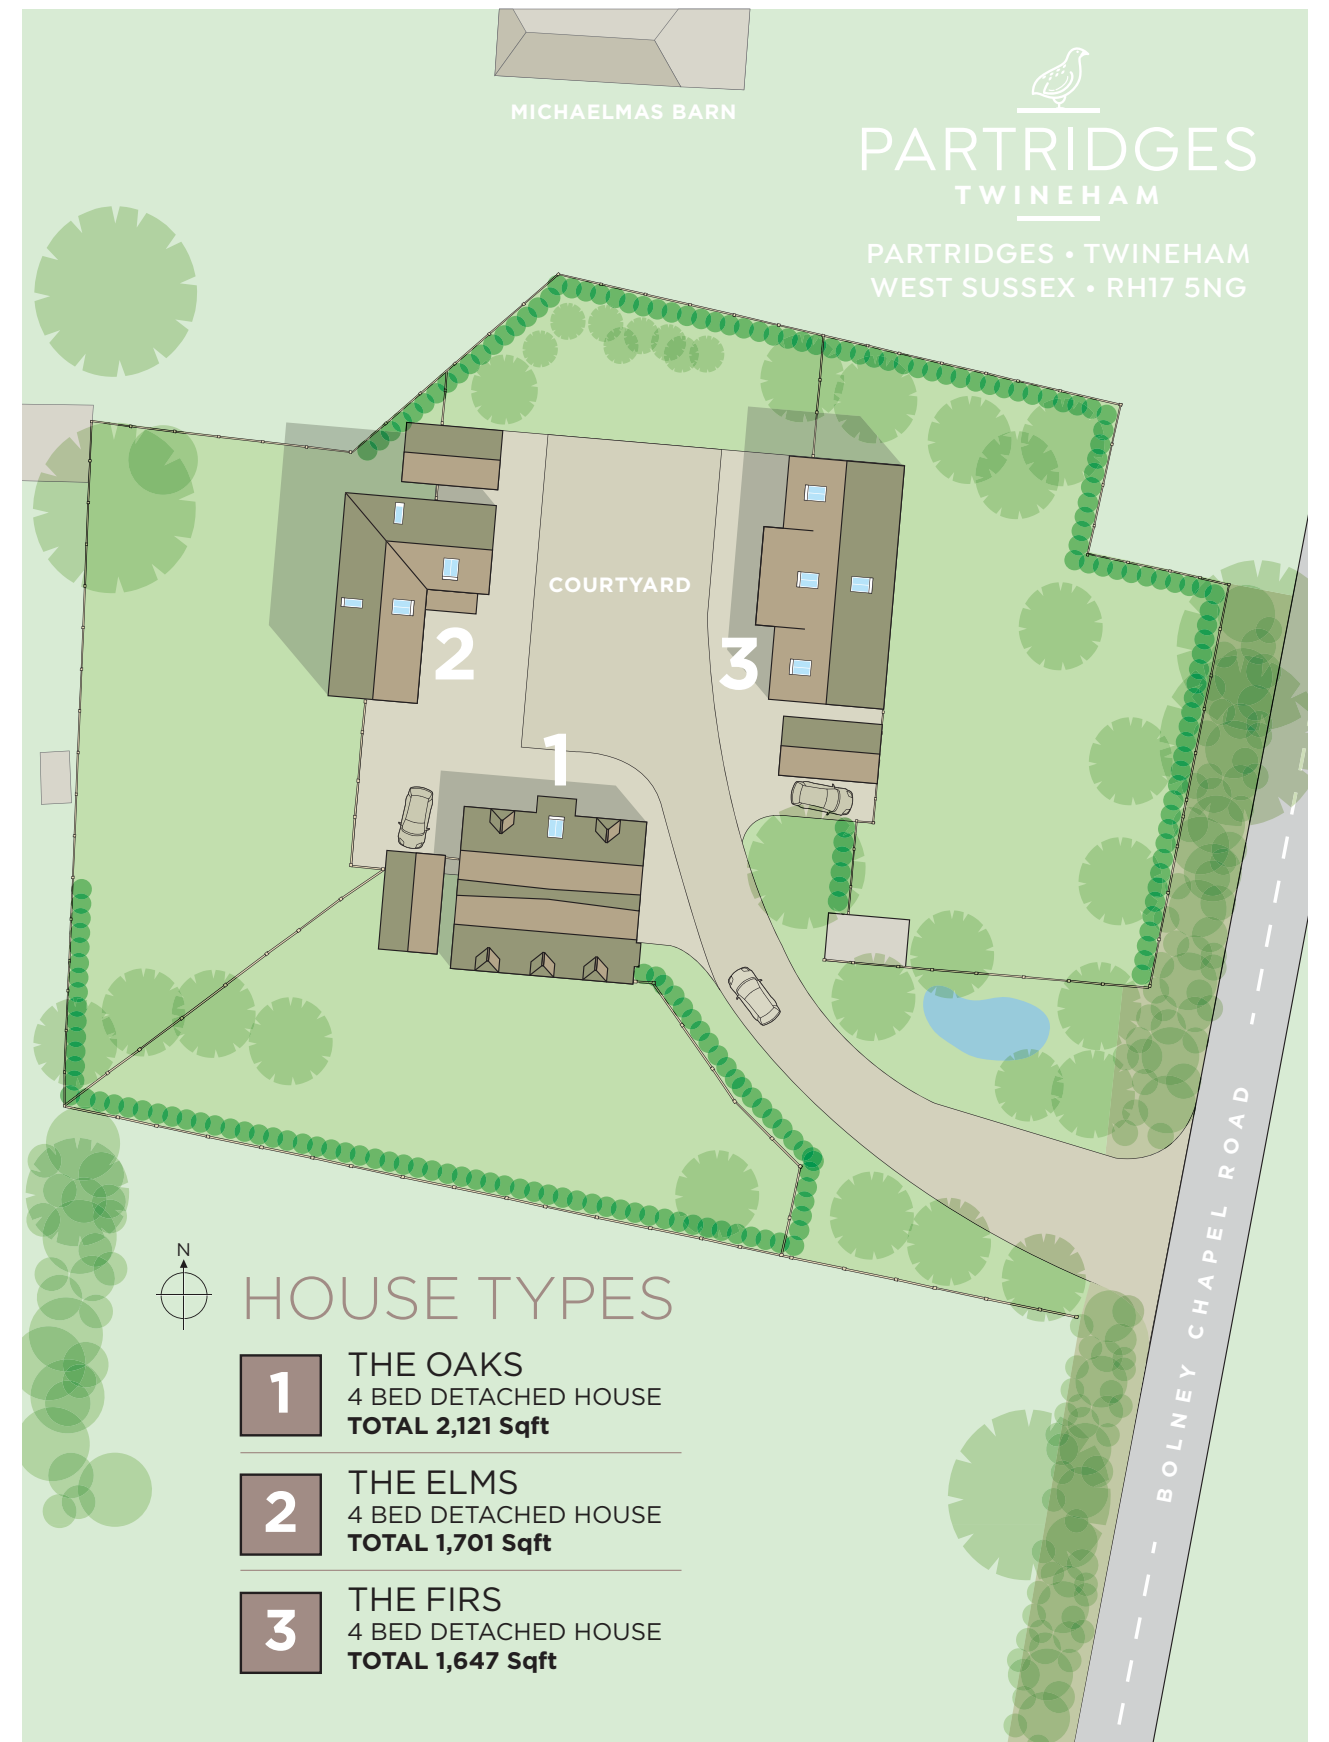 MICHAELMAS BARN
PARTRIDGES
TWINEHAM
PARTRIDGES • TWINEHAM
WEST SUSSEX • RH17 5NG
COURTYARD
2
3
1
BOLNEY CHAPEL ROAD
N
HOUSE TYPES
1
THE OAKS
4 BED DETACHED HOUSE
TOTAL 2,121 Sqft
2
THE ELMS
4 BED DETACHED HOUSE
TOTAL 1,701 Sqft
3
THE FIRS
4 BED DETACHED HOUSE
TOTAL 1,647 Sqft